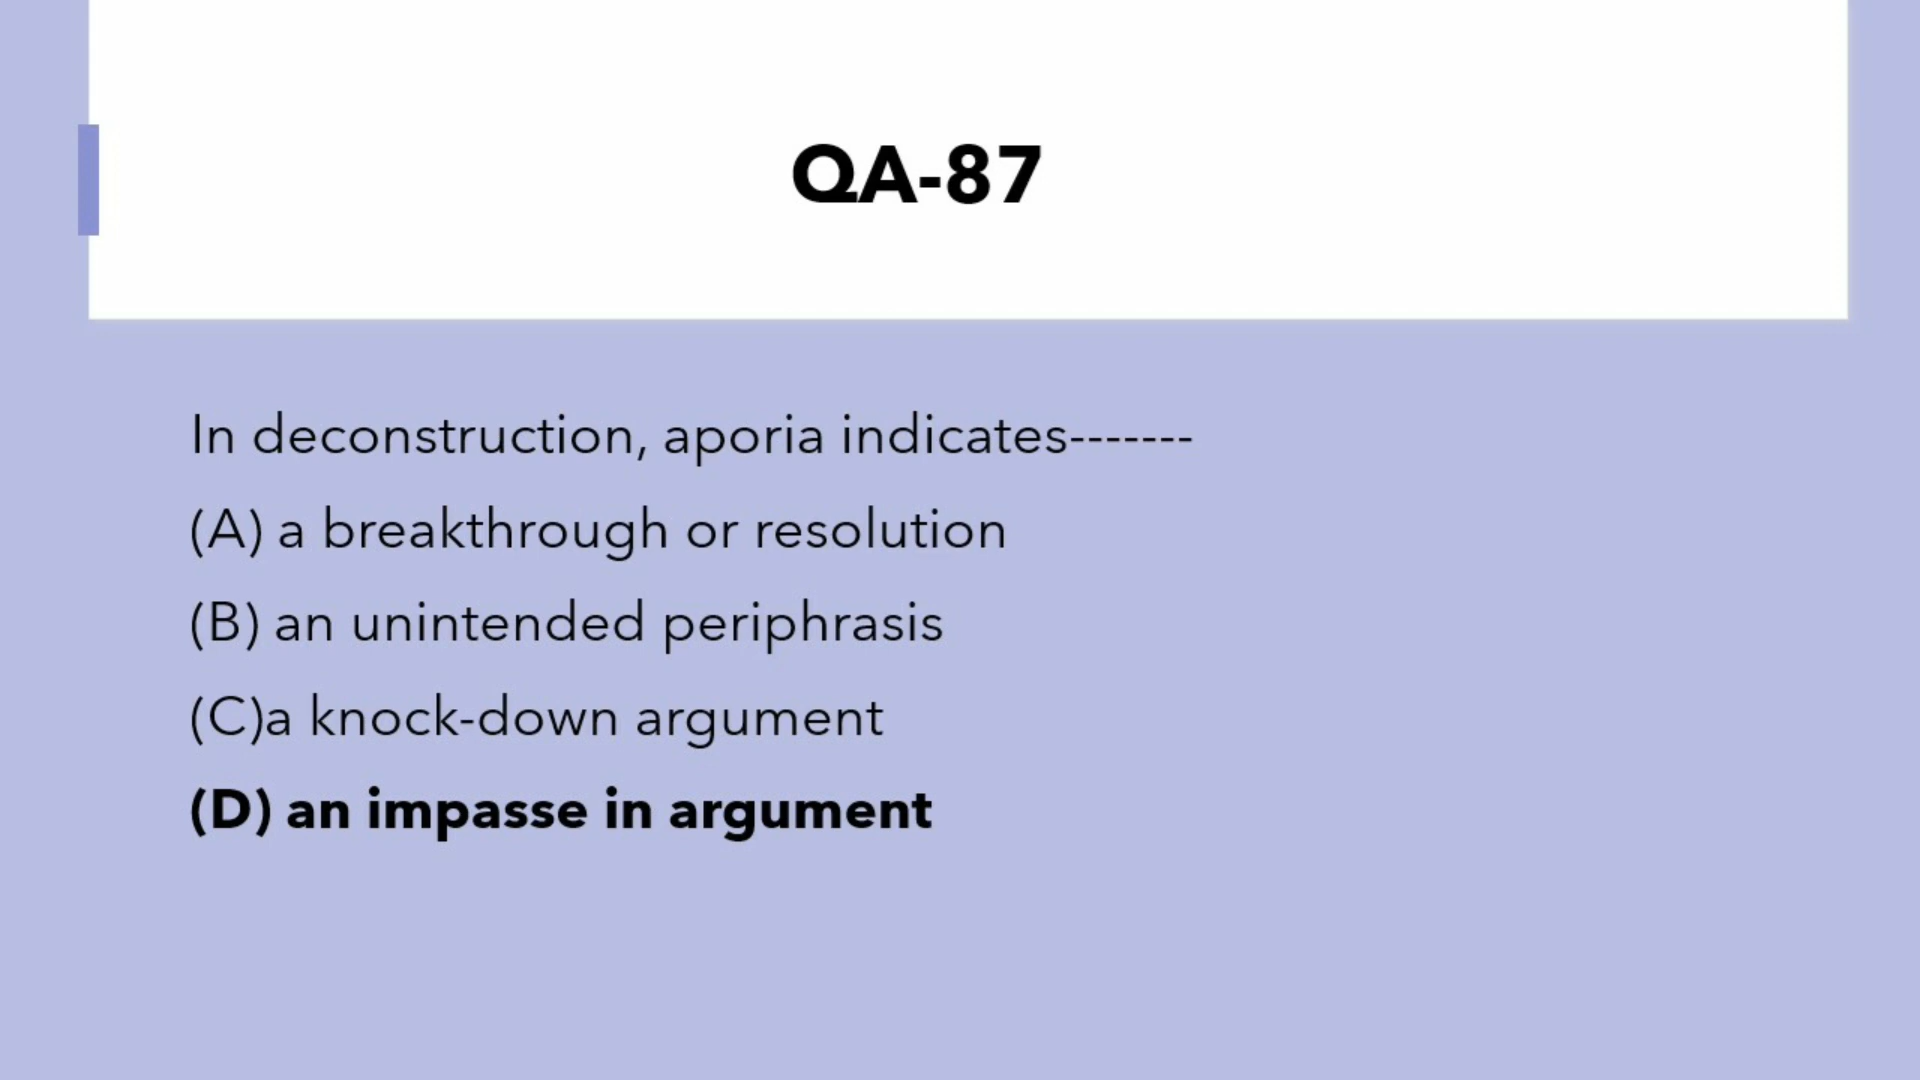 QA-87
In deconstruction, aporia indicates-------
(A) a breakthrough or resolution
(B) an unintended periphrasis
(C)a knock-down argument
(D) an impasse in argument